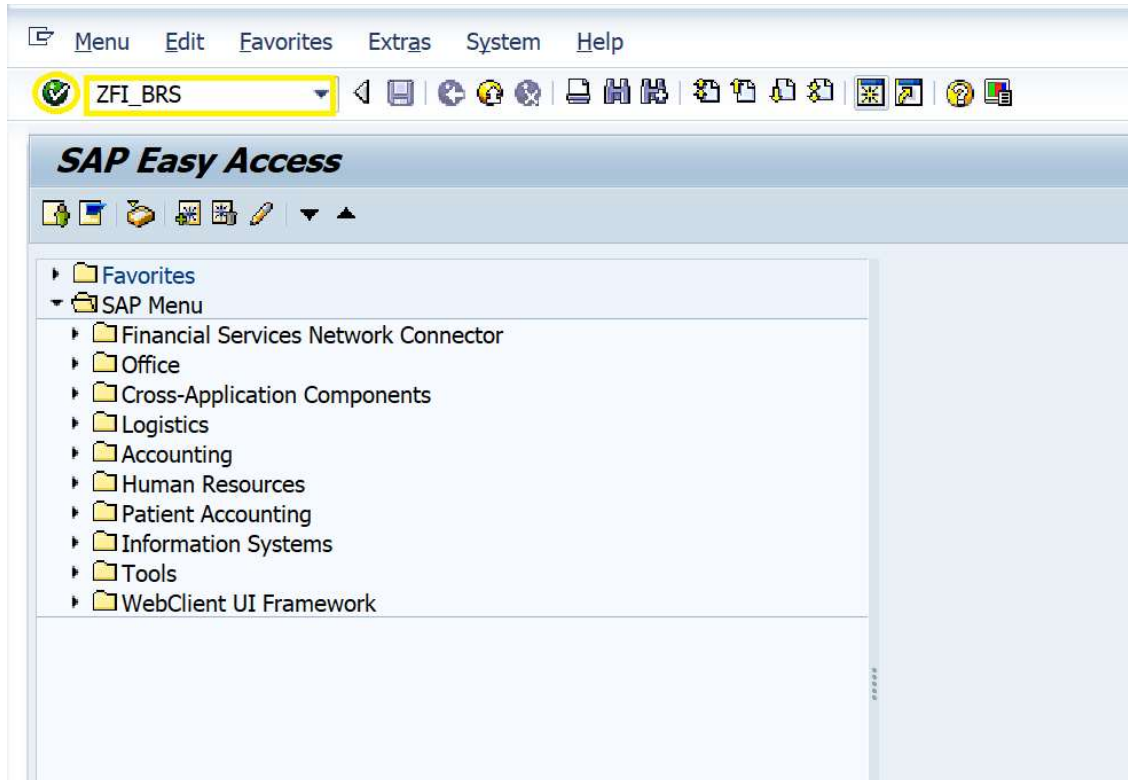 Menu Edit Favorites Extras System Help
ZFI_BRS
SAP Easy Access
Favorites
SAP Menu
Financial Services Network Connector
Office
Cross-Application Components
Logistics
Accounting
Human Resources
Patient Accounting
Information Systems
Tools
WebClient UI Framework